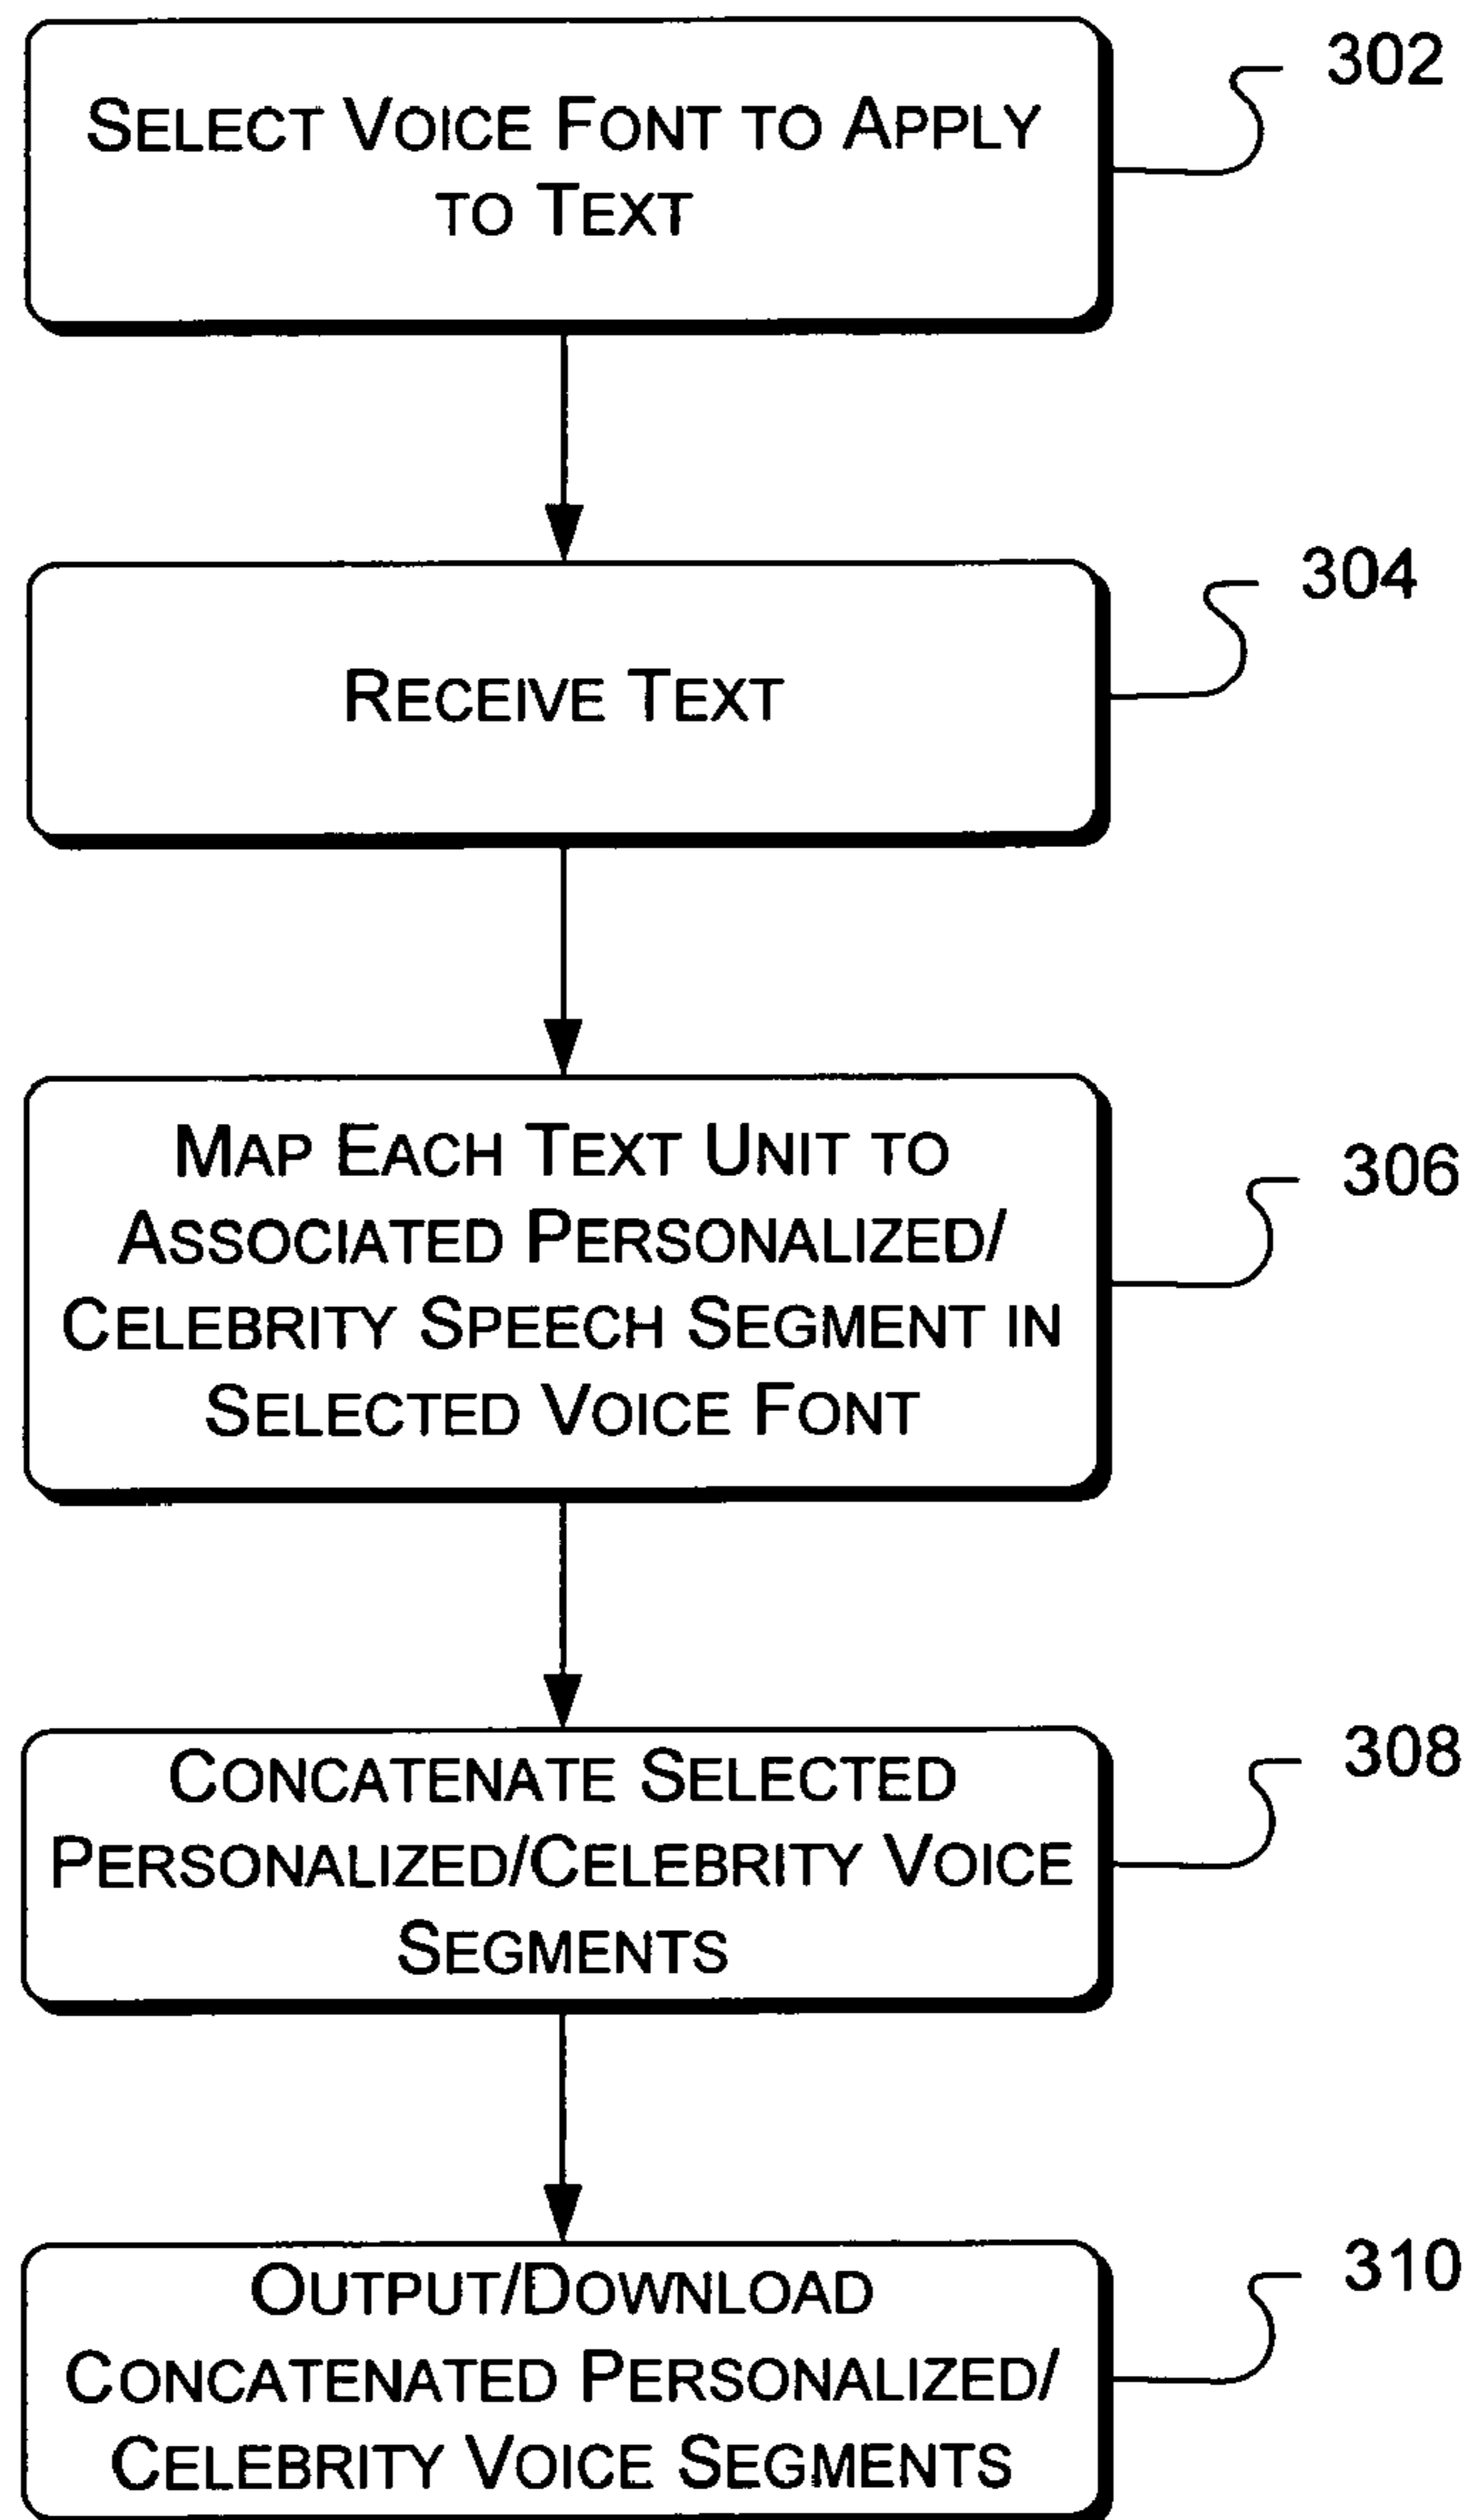 SELECT VOICE FONT TO APPLY
TO TEXT
302
RECEIVE TEXT
304
MAP EACH TEXT UNIT TO
ASSOCIATED PERSONALIZED/
CELEBRITY SPEECH SEGMENT IN
SELECTED VOICE FONT
306
CONCATENATE SELECTED
PERSONALIZED/CELEBRITY VOICE
SEGMENTS
308
OUTPUT/DOWNLOAD
CONCATENATED PERSONALIZED/
CELEBRITY VOICE SEGMENTS
310